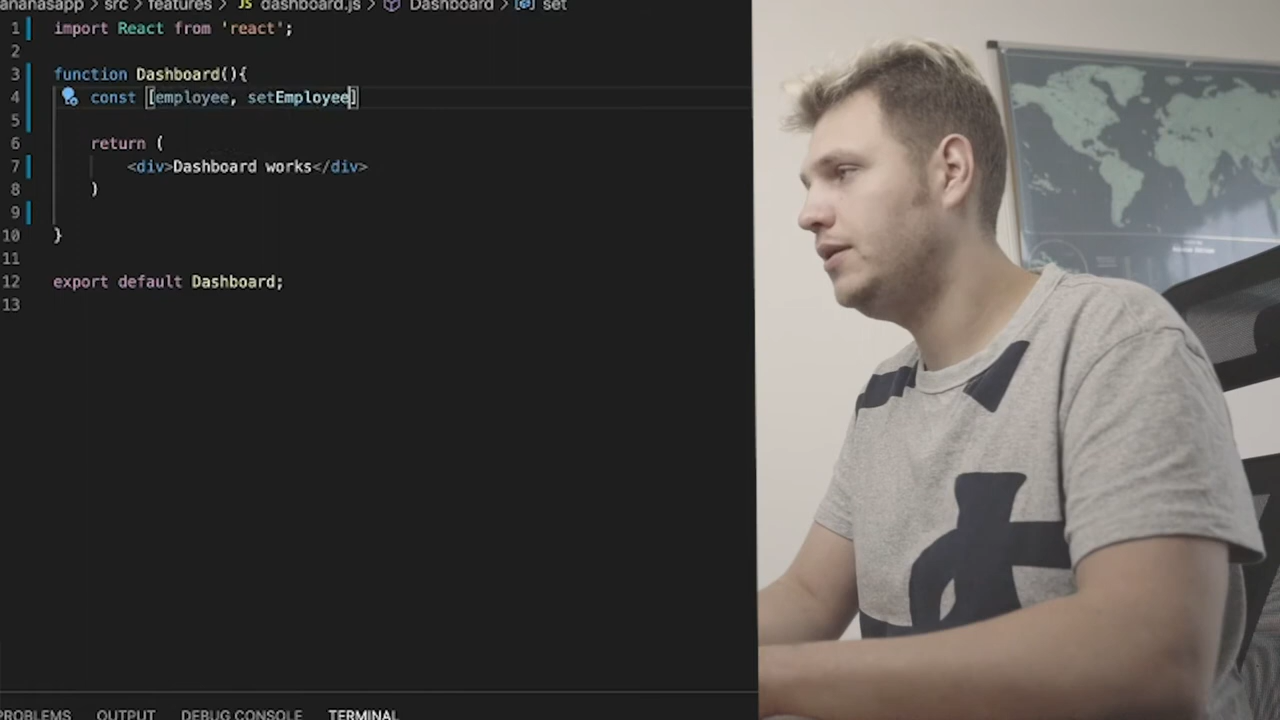 ananasapp > src > features > JS dashboard.js > Dashboard > set
1 import React from 'react';
2
3 function Dashboard(){
4 const [employee, setEmployee]
5
6 return (
7 <div>Dashboard works</div>
8 )
9
10 }
11
12 export default Dashboard;
13
PROBLEMS OUTPUT DEBUG CONSOLE TERMINAL